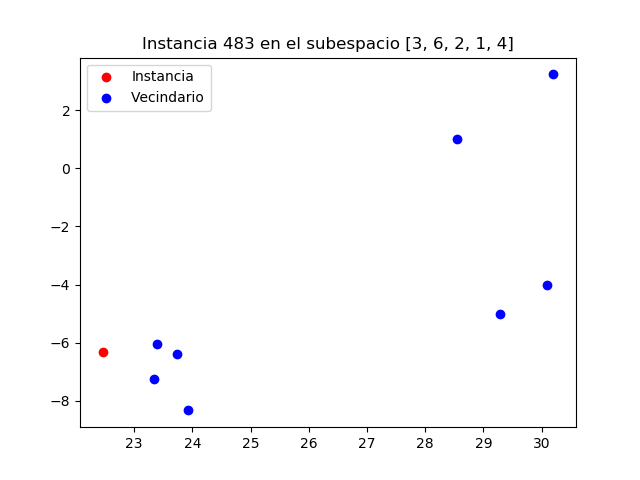 Instancia 483 en el subespacio [3, 6, 2, 1, 4]
Instancia
Vecindario
2
0
−2
−4
−6
−8
23 24 25 26 27 28 29 30